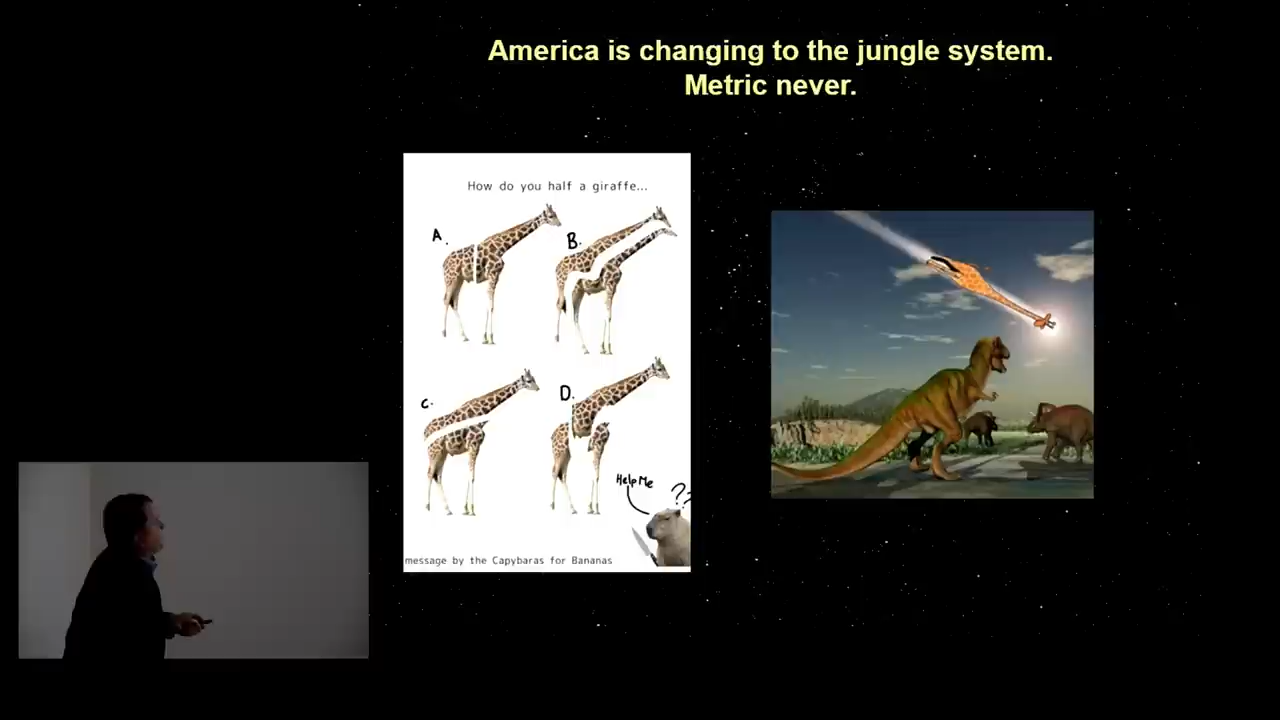 America is changing to the jungle system.
Metric never.
How do you half a giraffe...
A.
B.
C.
D.
Help Me
??
message by the Capybaras for Bananas